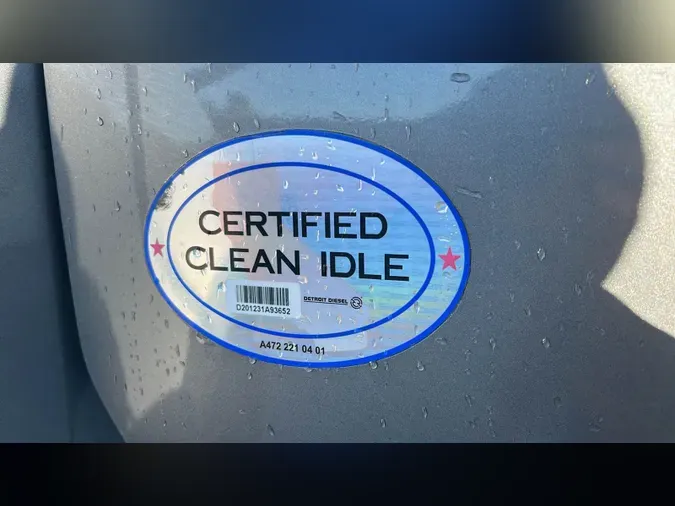 CERTIFIED
CLEAN IDLE
DETROIT DIESEL
D201231A93652
A472 221 04 01